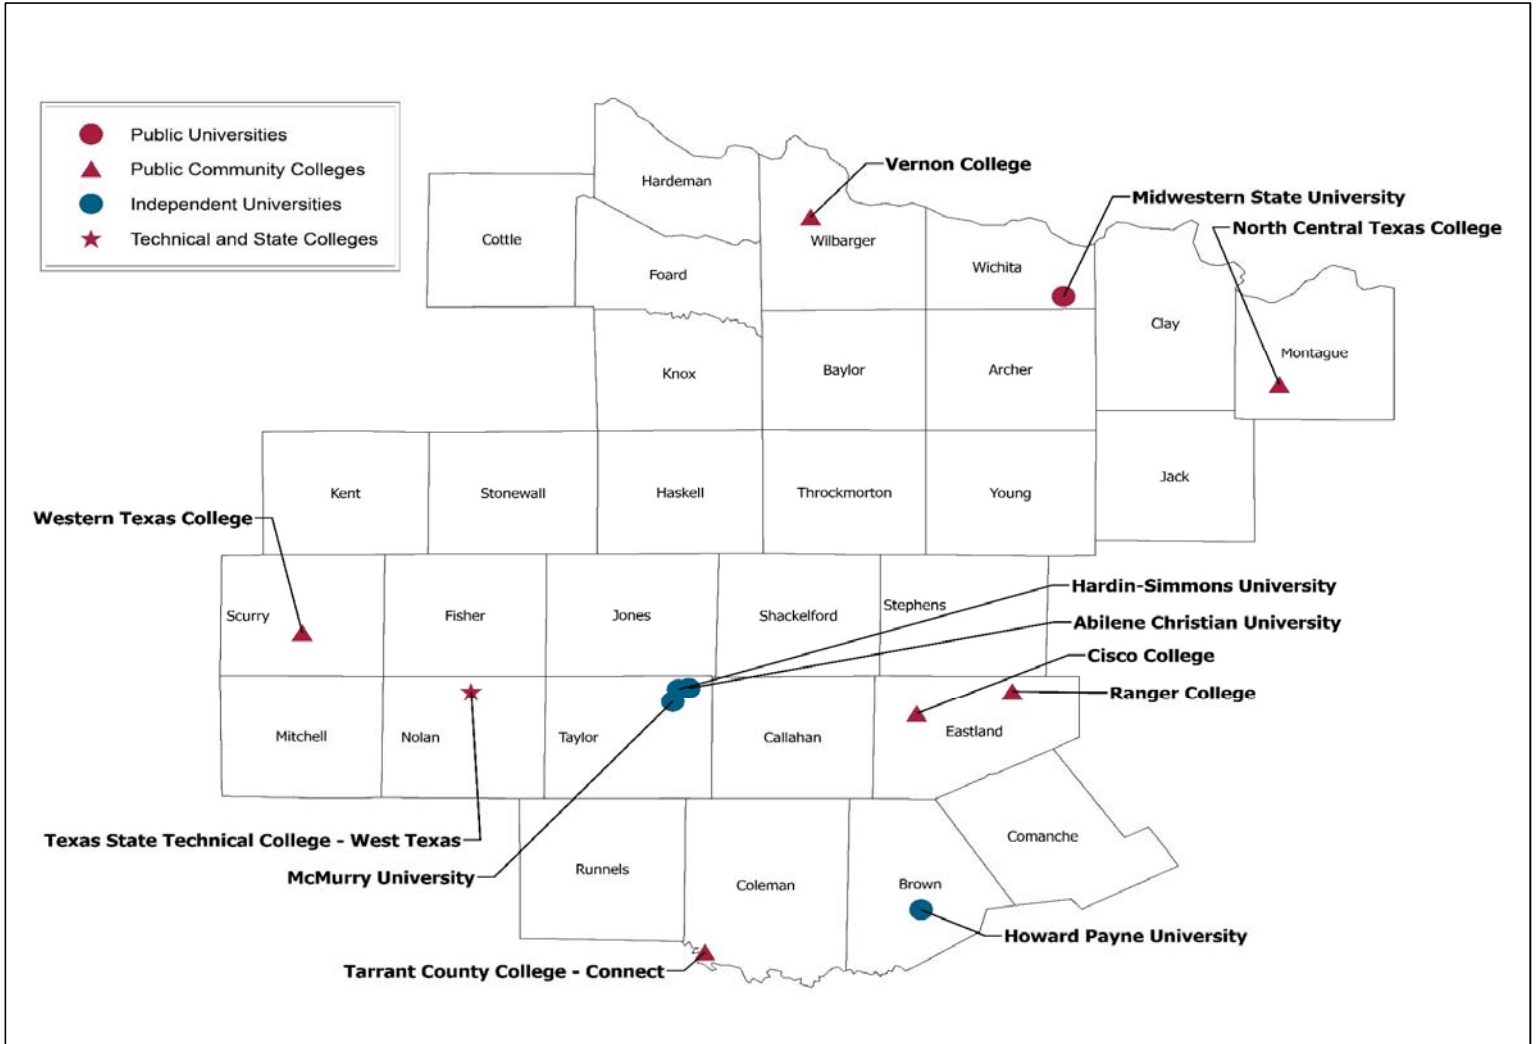 Public Universities
Public Community Colleges
Independent Universities
Technical and State Colleges
Vernon College
Hardeman
Midwestern State University
North Central Texas College
Cottle
Wilbarger
Wichita
Foard
Clay
Montague
Knox
Baylor
Archer
Jack
Kent
Stonewall
Haskell
Throckmorton
Young
Western Texas College
Hardin-Simmons University
Scurry
Fisher
Jones
Shackelford
Stephens
Abilene Christian University
Cisco College
Ranger College
Mitchell
Nolan
Taylor
Callahan
Eastland
Texas State Technical College - West Texas
Comanche
McMurry University
Runnels
Coleman
Brown
Howard Payne University
Tarrant County College - Connect